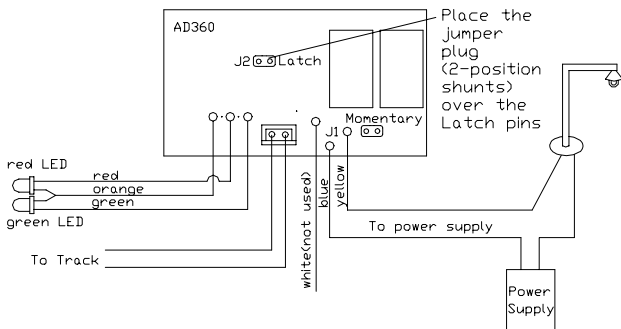 AD360
J2
Latch
Place the
jumper
plug
(2-position
shunts)
over the
Latch pins
Momentary
J1
red LED
red
orange
green
green LED
To Track
white(not used)
blue
yellow
To power supply
Power
Supply